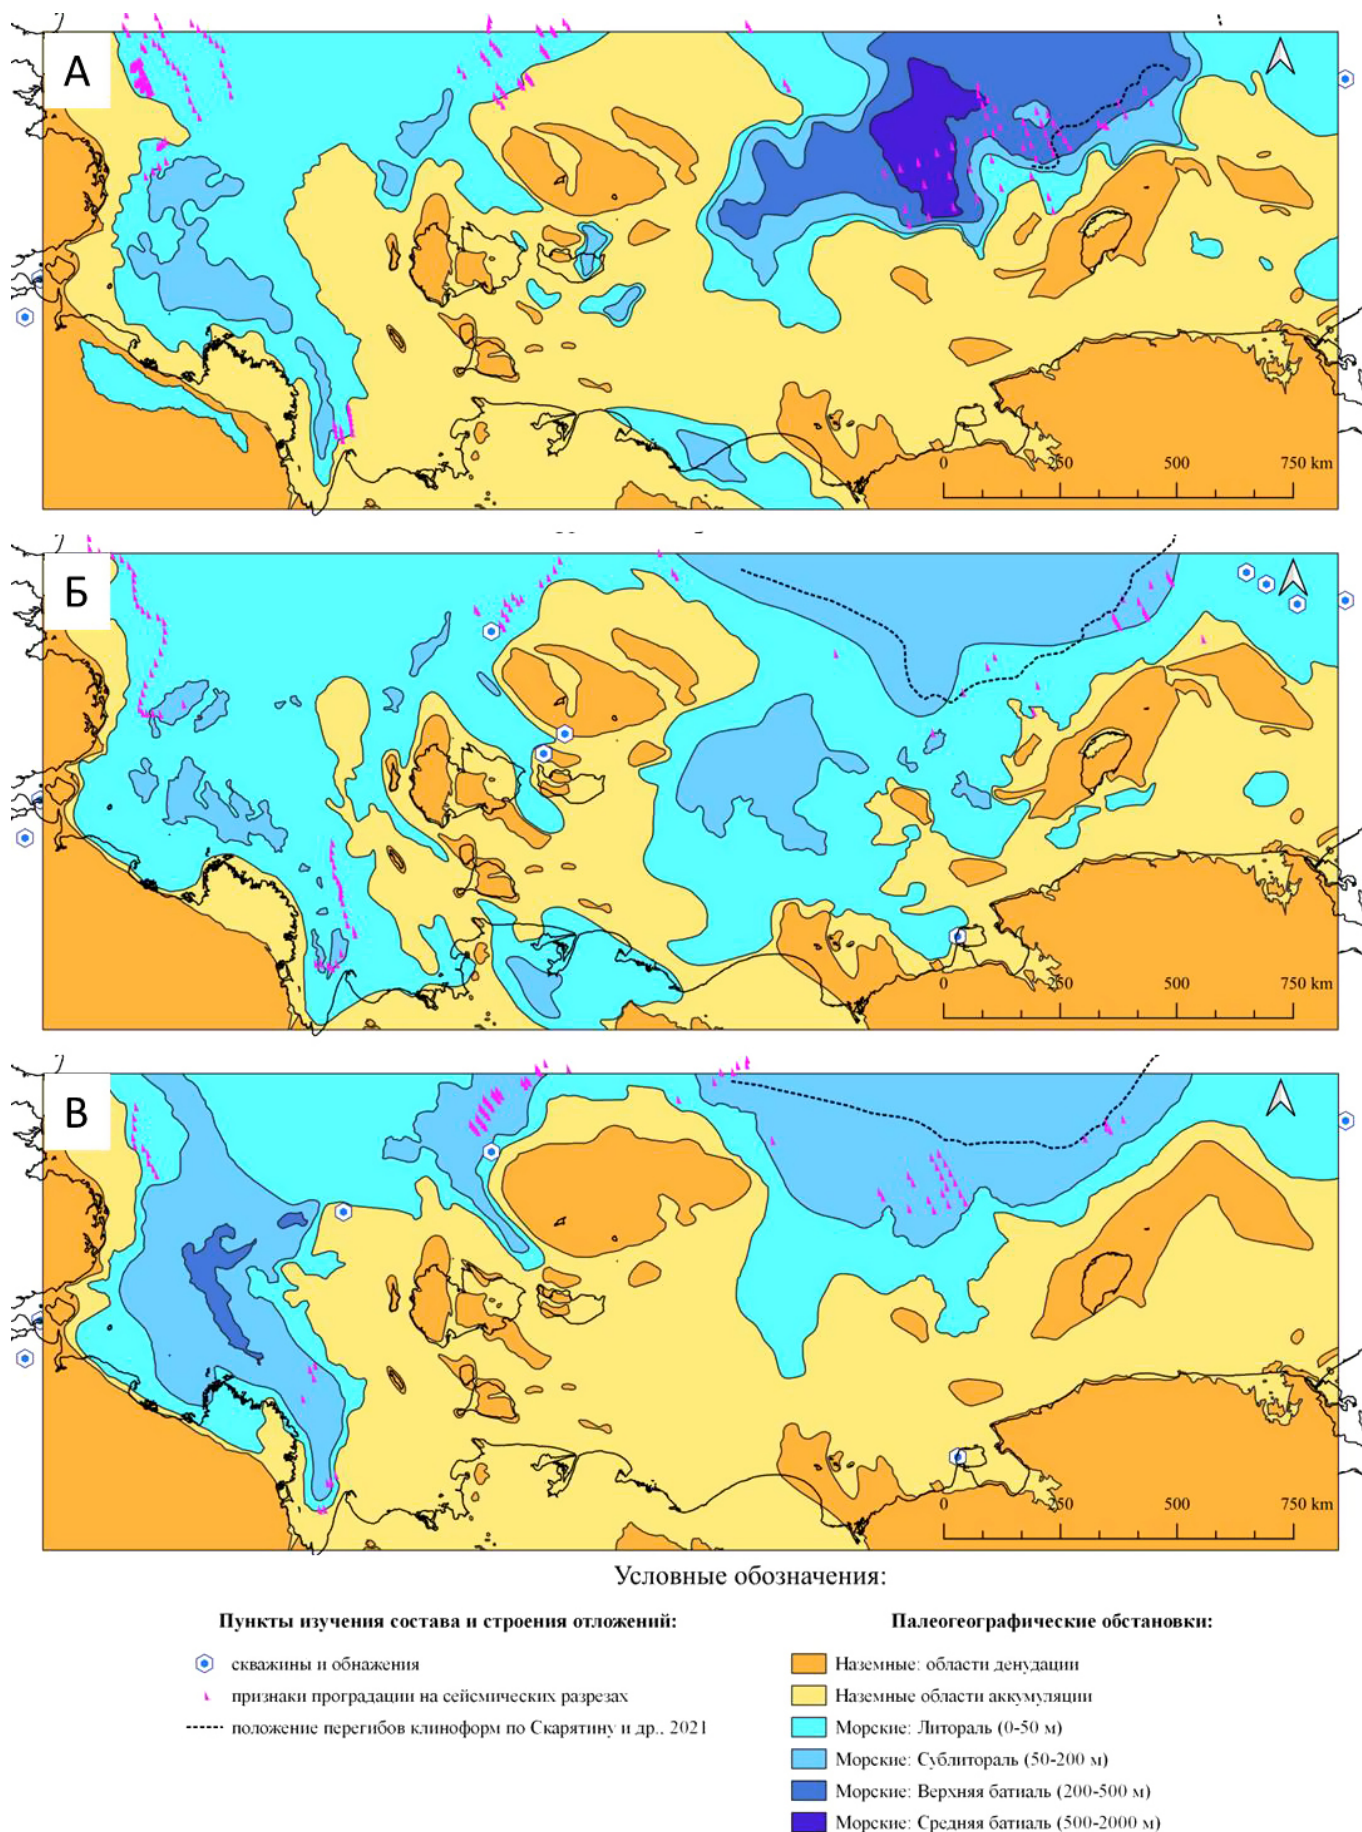 А
0 250 500 750 km
Б
0 250 500 750 km
В
0 250 500 750 km
Условные обозначения:
Пункты изучения состава и строения отложений:
скважины и обнажения
признаки проградации на сейсмических разрезах
положение перегибов клиноформ по Скарятину и др., 2021
Палеогеографические обстановки:
Наземные: области денудации
Наземные области аккумуляции
Морские: Литораль (0-50 м)
Морские: Сублитораль (50-200 м)
Морские: Верхняя батиаль (200-500 м)
Морские: Средняя батиаль (500-2000 м)